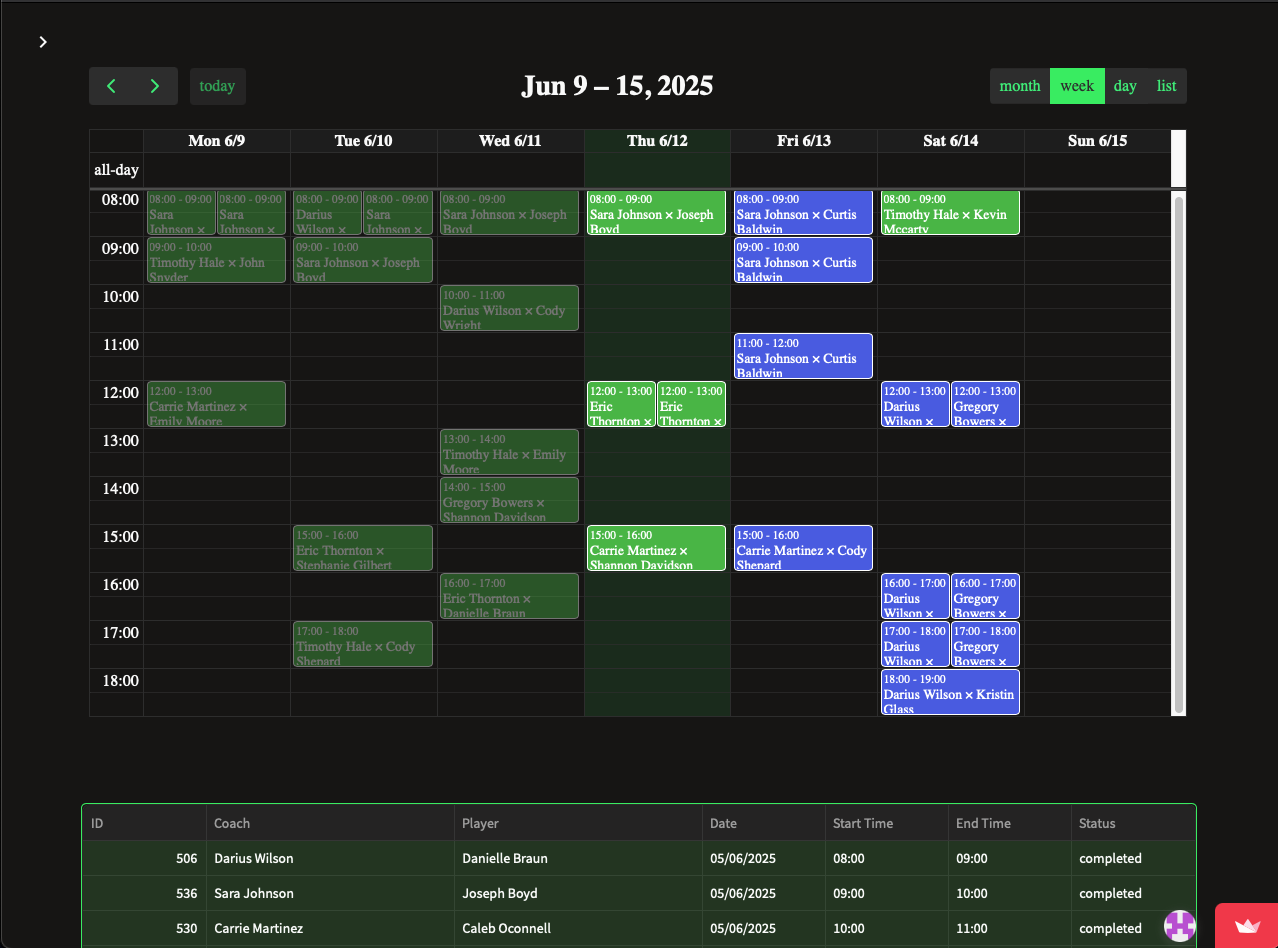 today
Jun 9 – 15, 2025
month week day list
Mon 6/9 Tue 6/10 Wed 6/11 Thu 6/12 Fri 6/13 Sat 6/14 Sun 6/15
all-day
08:00
08:00 - 09:00
Sara
Johnson ×
08:00 - 09:00
Sara
Johnson ×
08:00 - 09:00
Darius
Wilson ×
08:00 - 09:00
Sara
Johnson ×
08:00 - 09:00
Sara Johnson × Joseph
Boyd
08:00 - 09:00
Sara Johnson × Joseph
Boyd
08:00 - 09:00
Sara Johnson × Curtis
Baldwin
08:00 - 09:00
Timothy Hale × Kevin
Mccarty
09:00
09:00 - 10:00
Timothy Hale × John
Snyder
09:00 - 10:00
Sara Johnson × Joseph
Boyd
09:00 - 10:00
Sara Johnson × Curtis
Baldwin
10:00
10:00 - 11:00
Darius Wilson × Cody
Wright
11:00
11:00 - 12:00
Sara Johnson × Curtis
Baldwin
12:00
12:00 - 13:00
Carrie Martinez ×
Emily Moore
12:00 - 13:00
Eric
Thornton ×
12:00 - 13:00
Eric
Thornton ×
12:00 - 13:00
Darius
Wilson ×
12:00 - 13:00
Gregory
Bowers ×
13:00
13:00 - 14:00
Timothy Hale × Emily
Moore
14:00
14:00 - 15:00
Gregory Bowers ×
Shannon Davidson
15:00
15:00 - 16:00
Eric Thornton ×
Stephanie Gilbert
15:00 - 16:00
Carrie Martinez ×
Shannon Davidson
15:00 - 16:00
Carrie Martinez × Cody
Shepard
16:00
16:00 - 17:00
Eric Thornton ×
Danielle Braun
16:00 - 17:00
Darius
Wilson ×
16:00 - 17:00
Gregory
Bowers ×
17:00
17:00 - 18:00
Timothy Hale × Cody
Shepard
17:00 - 18:00
Darius
Wilson ×
17:00 - 18:00
Gregory
Bowers ×
18:00
18:00 - 19:00
Darius Wilson × Kristin
Glass
ID Coach Player Date Start Time End Time Status
506 Darius Wilson Danielle Braun 05/06/2025 08:00 09:00 completed
536 Sara Johnson Joseph Boyd 05/06/2025 09:00 10:00 completed
530 Carrie Martinez Caleb Oconnell 05/06/2025 10:00 11:00 completed